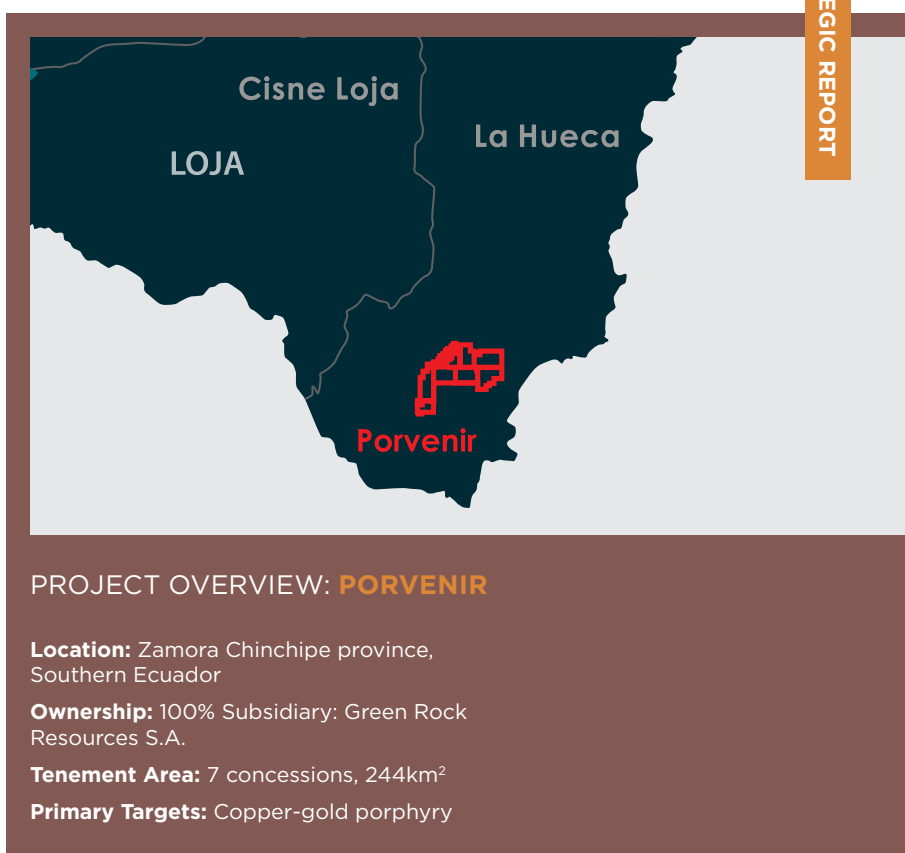 EGIC REPORT
Cisne Loja
La Hueca
LOJA
Porvenir
PROJECT OVERVIEW: PORVENIR
Location: Zamora Chinchipe province,
Southern Ecuador
Ownership: 100% Subsidiary: Green Rock
Resources S.A.
Tenement Area: 7 concessions, 244km²
Primary Targets: Copper-gold porphyry